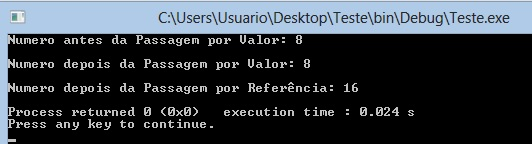 C:\Users\Usuario\Desktop\Teste\bin\Debug\Teste.exe
Numero antes da Passagem por Valor: 8
Numero depois da Passagem por Valor: 8
Numero depois da Passagem por Referência: 16
Process returned 0 (0x0)   execution time : 0.024 s
Press any key to continue.